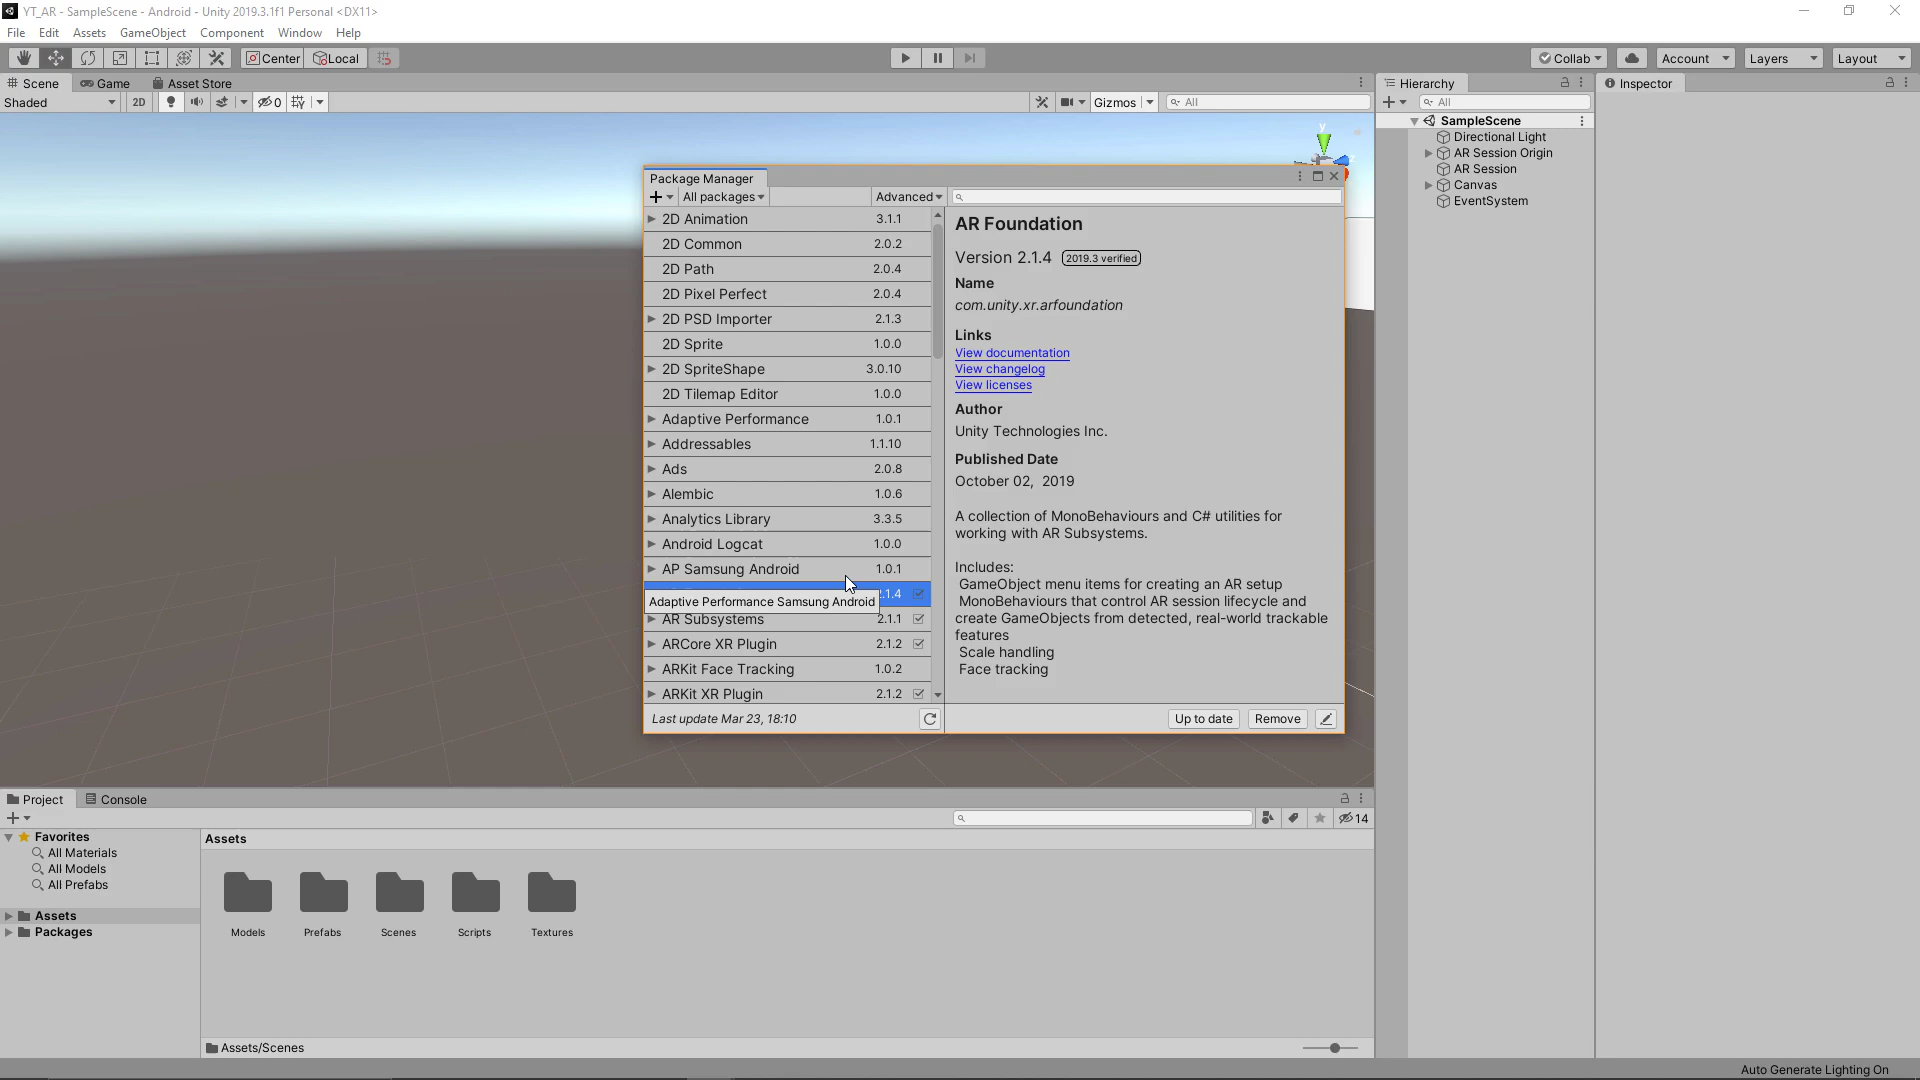 YT_AR - SampleScene - Android - Unity 2019.3.1f1 Personal <DX11>
File Edit Assets GameObject Component Window Help
Center Local Collab Account Layers Layout
Scene Game Asset Store
Shaded 2D 0 Gizmos All
y
Package Manager
All packages Advanced
2D Animation 3.1.1
2D Common 2.0.2
2D Path 2.0.4
2D Pixel Perfect 2.0.4
2D PSD Importer 2.1.3
2D Sprite 1.0.0
2D SpriteShape 3.0.10
2D Tilemap Editor 1.0.0
Adaptive Performance 1.0.1
Addressables 1.1.10
Ads 2.0.8
Alembic 1.0.6
Analytics Library 3.3.5
Android Logcat 1.0.0
AP Samsung Android 1.0.1
2.1.4
Adaptive Performance Samsung Android
AR Subsystems 2.1.1
ARCore XR Plugin 2.1.2
ARKit Face Tracking 1.0.2
ARKit XR Plugin 2.1.2
Last update Mar 23, 18:10
AR Foundation
Version 2.1.4 2019.3 verified
Name
com.unity.xr.arfoundation
Links
View documentation
View changelog
View licenses
Author
Unity Technologies Inc.
Published Date
October 02, 2019
A collection of MonoBehaviours and C# utilities for
working with AR Subsystems.
Includes:
GameObject menu items for creating an AR setup
MonoBehaviours that control AR session lifecycle and
create GameObjects from detected, real-world trackable
features
Scale handling
Face tracking
Up to date Remove
Hierarchy
All
SampleScene
Directional Light
AR Session Origin
AR Session
Canvas
EventSystem
Inspector
Project Console
14
Favorites
All Materials
All Models
All Prefabs
Assets
Packages
Assets
Models Prefabs Scenes Scripts Textures
Assets/Scenes
Auto Generate Lighting On